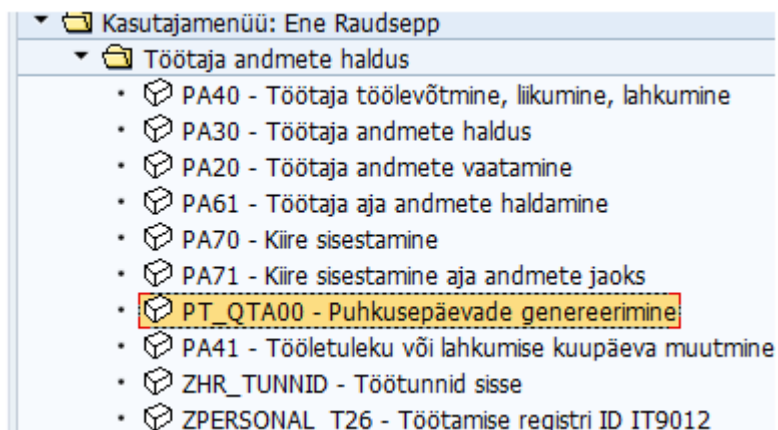 Kasutajamenüü: Ene Raudsepp
Töötaja andmete haldus
PA40 - Töötaja töölevõtmine, liikumine, lahkumine
PA30 - Töötaja andmete haldus
PA20 - Töötaja andmete vaatamine
PA61 - Töötaja aja andmete haldamine
PA70 - Kiire sisestamine
PA71 - Kiire sisestamine aja andmete jaoks
PT_QTA00 - Puhkusepäevade genereerimine
PA41 - Tööletuleku või lahkumise kuupäeva muutmine
ZHR_TUNNID - Töötunnid sisse
ZPERSONAL_T26 - Töötamise registri ID IT9012